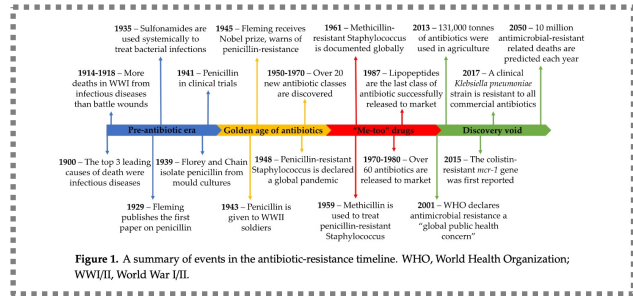 1935 – Sulfonamides are
used systemically to
treat bacterial infections
1945 – Fleming receives
Nobel prize, warns of
penicillin-resistance
1961 – Methicillin-
resistant Staphylococcus
is documented globally
2013 – 131,000 tonnes
of antibiotics were
used in agriculture
2050 – 10 million
antimicrobial-resistant
related deaths are
predicted each year
1914-1918 – More
deaths in WWI from
infectious diseases
than battle wounds
1941 – Penicillin
in clinical trials
1950-1970 – Over 20
new antibiotic classes
are discovered
1987 – Lipopeptides
are the last class of
antibiotic successfully
released to market
2017 – A clinical
Klebsiella pneumoniae
strain is resistant to all
commercial antibiotics
Pre-antibiotic era
Golden age of antibiotics
"Me-too" drugs
Discovery void
1900 – The top 3 leading
causes of death were
infectious diseases
1939 – Florey and Chain
isolate penicillin from
mould cultures
1948 – Penicillin-resistant
Staphylococcus is declared
a global pandemic
1970-1980 – Over
60 antibiotics are
released to market
2015 – The colistin-
resistant mcr-1 gene
was first reported
1929 – Fleming
publishes the first
paper on penicillin
1943 – Penicillin is
given to WWII
soldiers
1959 – Methicillin is
used to treat
penicillin-resistant
Staphylococcus
2001 – WHO declares
antimicrobial resistance a
"global public health
concern"
Figure 1. A summary of events in the antibiotic-resistance timeline. WHO, World Health Organization;
WWI/II, World War I/II.